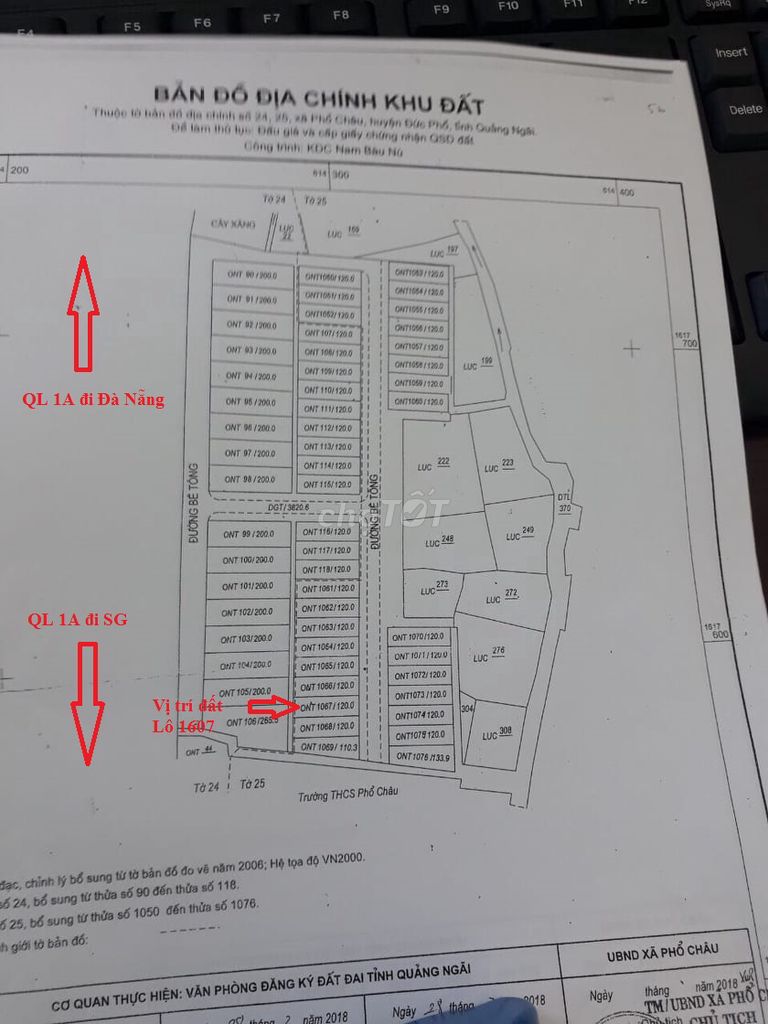 F5
F6
F7
F8
F9
F10
F11
F12
SysRq
Insert
Delete
BẢN ĐỒ ĐỊA CHÍNH KHU ĐẤT
Thuộc tờ bản đồ địa chính số 24, 25, xã Phổ Châu, huyện Đức Phổ, tỉnh Quảng Ngãi.
Để làm thủ tục: Đấu giá và cấp giấy chứng nhận QSD đất
Công trình: KDC Nam Bàu Nú
200
614 300
614 400
Tờ 24 Tờ 25
CÂY XĂNG
LUC
LUC 169
LUC 197
ONT 90/200.0
ONT 91/200.0
ONT 92/200.0
ONT 93/200.0
ONT 94/200.0
ONT 95/200.0
ONT 96/200.0
ONT 97/200.0
ONT 98/200.0
ONT1050/120.0
ONT1051/120.0
ONT1052/120.0
ONT 107/120.0
ONT 108/120.0
ONT 109/120.0
ONT 110/120.0
ONT 111/120.0
ONT 112/120.0
ONT 113/120.0
ONT 114/120.0
ONT 115/120.0
ONT1053/120.0
ONT1054/120.0
ONT1055/120.0
ONT1056/120.0
ONT1057/120.0
ONT1058/120.0
ONT1059/120.0
ONT1060/120.0
LUC 199
1617
700
QL 1A đi Đà Nẵng
ĐƯỜNG BÊ TÔNG
DGT/3820.6
ĐƯỜNG BÊ TÔNG
chợTỐT
LUC 222
LUC 223
DTL
370
LUC 248
LUC 249
LUC 273
LUC 272
LUC 276
304
LUC 308
1617
600
ONT 99/200.0
ONT 100/200.0
ONT 101/200.0
ONT 102/200.0
ONT 103/200.0
ONT 104/200.0
ONT 105/200.0
ONT 106/265.5
ONT 44
ONT 116/120.0
ONT 117/120.0
ONT 118/120.0
ONT 1061/120.0
ONT 1062/120.0
ONT 1063/120.0
ONT 1064/120.0
ONT 1065/120.0
ONT 1066/120.0
ONT 1067/120.0
ONT 1068/120.0
ONT 1069/110.3
ONT 1070/120.0
ONT 1071/120.0
ONT 1072/120.0
ONT 1073/120.0
ONT1074/120.0
ONT1075/120.0
ONT 1076/133.9
QL 1A đi SG
Vị trí đất
Lô 1607
Tờ 24 Tờ 25
Trường THCS Phổ Châu
đạc, chỉnh lý bổ sung từ tờ bản đồ đo vẽ năm 2006; Hệ tọa độ VN2000.
số 24, bổ sung từ thửa số 90 đến thửa số 118.
số 25, bổ sung từ thửa số 1050 đến thửa số 1076.
h giới tờ bản đồ:
CƠ QUAN THỰC HIỆN: VĂN PHÒNG ĐĂNG KÝ ĐẤT ĐAI TỈNH QUẢNG NGÃI
UBND XÃ PHỔ CHÂU
2 năm 2018
Ngày 28 tháng 2018
Ngày tháng năm 2018
TM/UBND XÃ PHỔ
CHỦ TỊCH